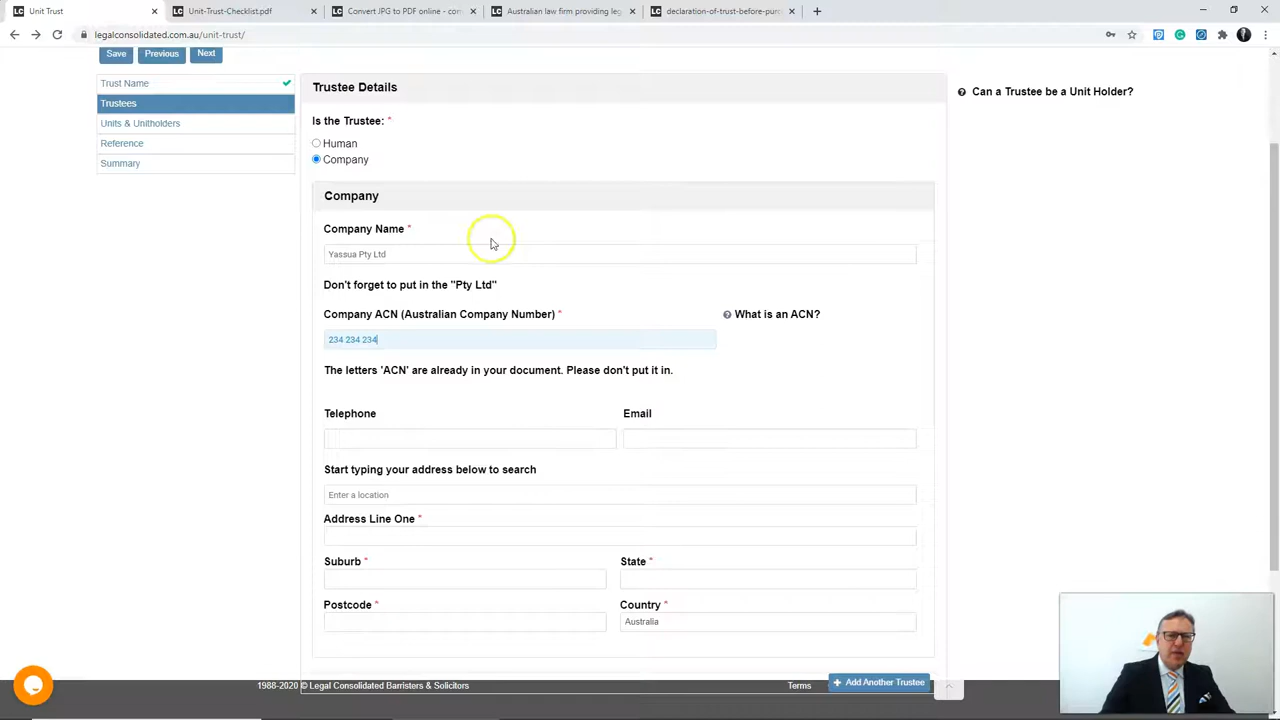 LC Unit Trust
LC Unit-Trust-Checklist.pdf
LC Convert JPG to PDF online - con
LC Australian law firm providing leg
LC declaration-of-trust-before-purc
legalconsolidated.com.au/unit-trust/
Save Previous Next
Trust Name
Trustees
Units & Unitholders
Reference
Summary
Trustee Details
Is the Trustee: *
Human
Company
Company
Company Name *
Yassua Pty Ltd
Don't forget to put in the "Pty Ltd"
Company ACN (Australian Company Number) *
What is an ACN?
234 234 234
The letters 'ACN' are already in your document. Please don't put it in.
Telephone Email
Start typing your address below to search
Enter a location
Address Line One *
Suburb * State *
Postcode * Country *
Australia
Can a Trustee be a Unit Holder?
1988-2020 © Legal Consolidated Barristers & Solicitors
Terms
+ Add Another Trustee